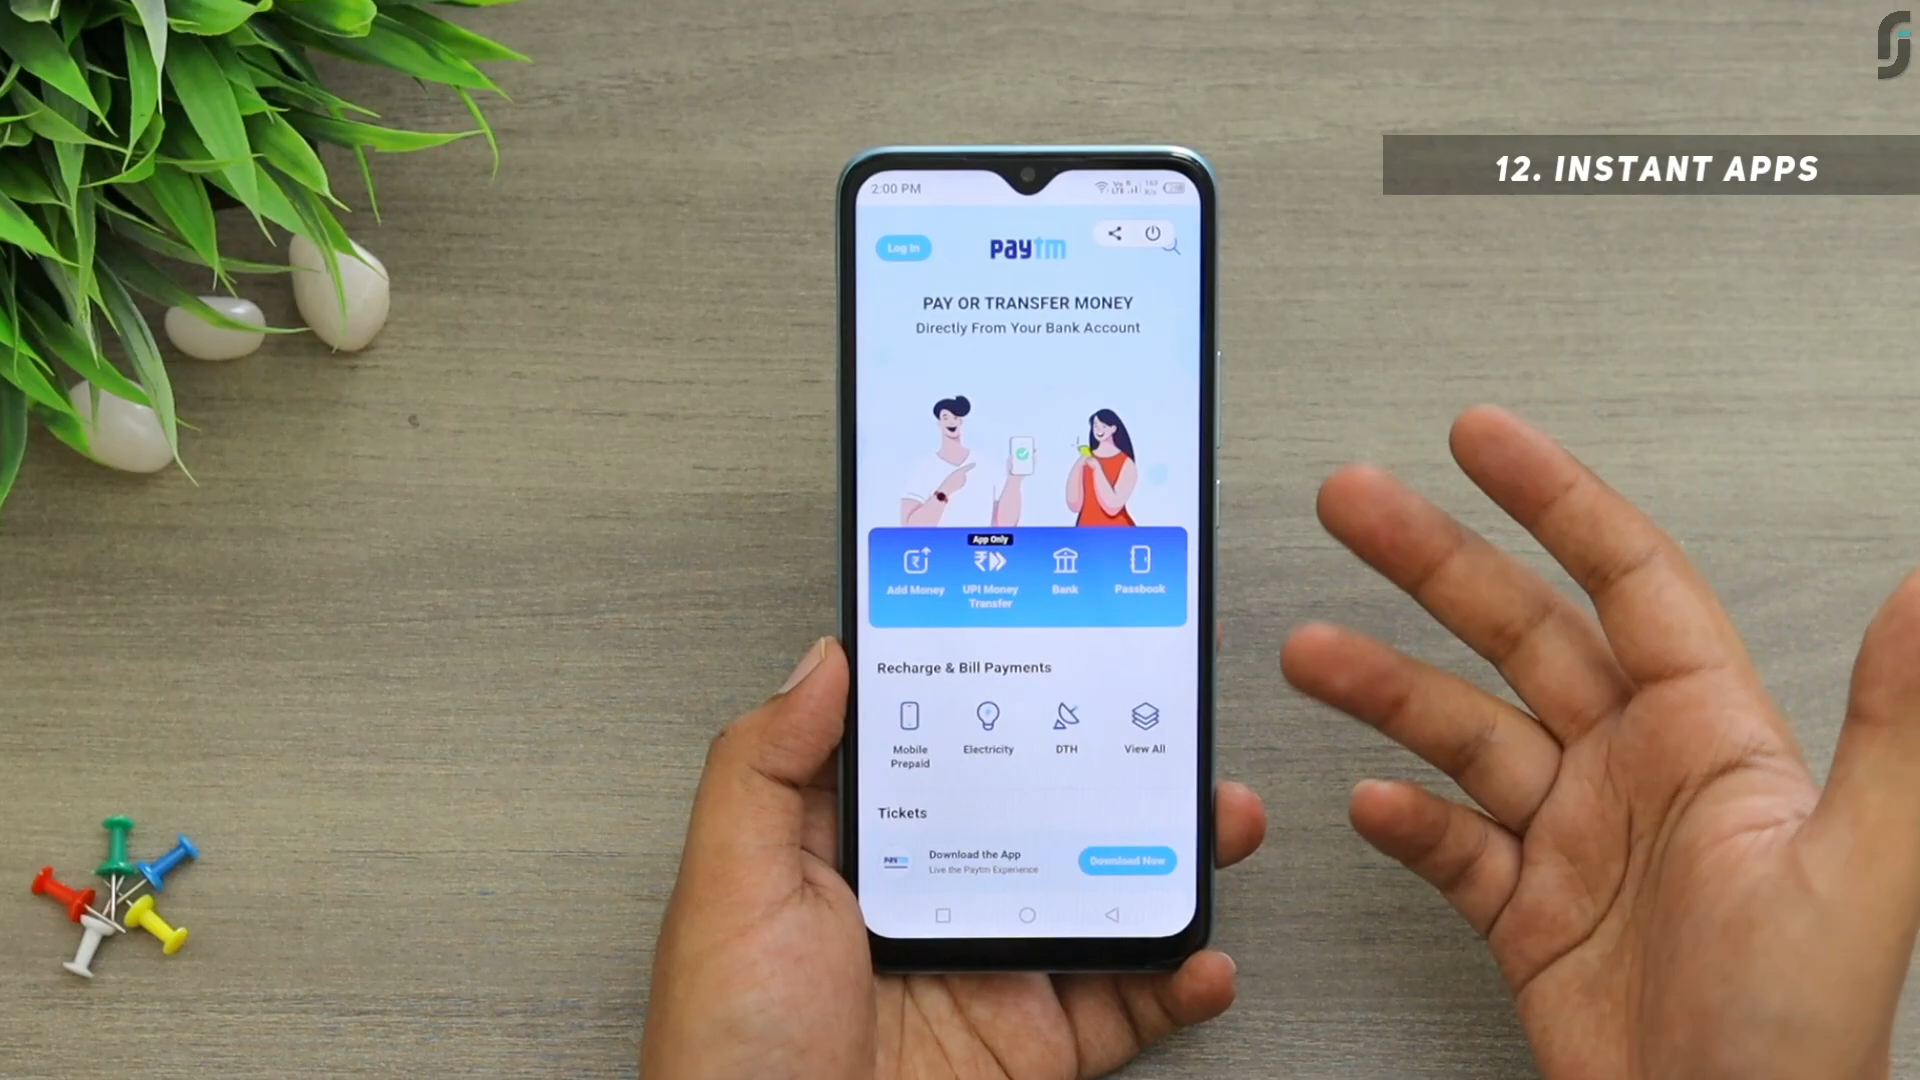 12. INSTANT APPS
2:00 PM
Log In
paytm
PAY OR TRANSFER MONEY
Directly From Your Bank Account
App Only
Add Money
UPI Money Transfer
Bank
Passbook
Recharge & Bill Payments
Mobile Prepaid
Electricity
DTH
View All
Tickets
Download the App
Live the Paytm Experience
Download Now